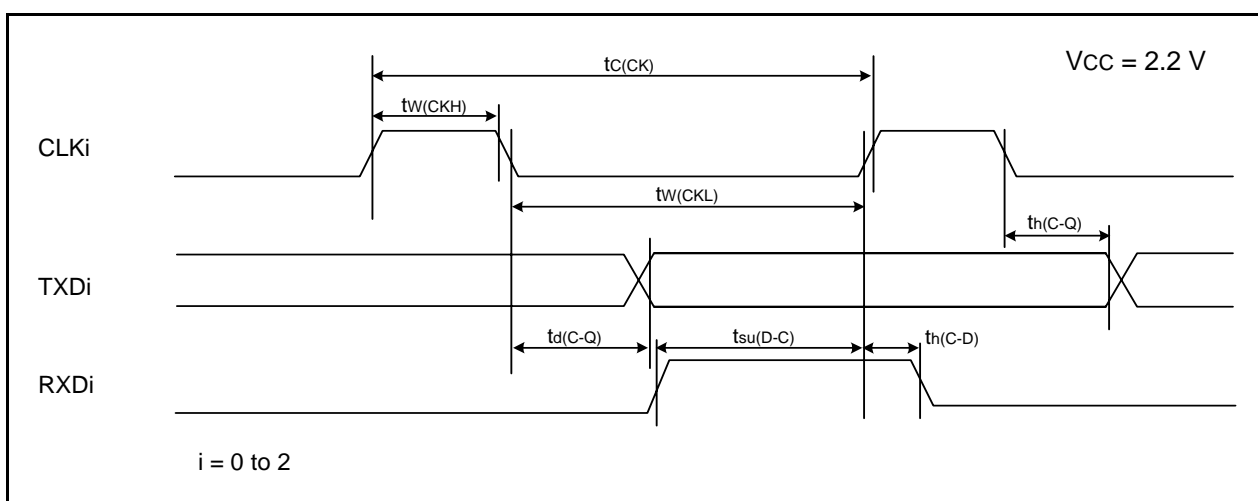 VCC = 2.2 V
tC(CK)
tW(CKH)
CLKi
tW(CKL)
th(C-Q)
TXDi
td(C-Q)
tsu(D-C)
th(C-D)
RXDi
i = 0 to 2